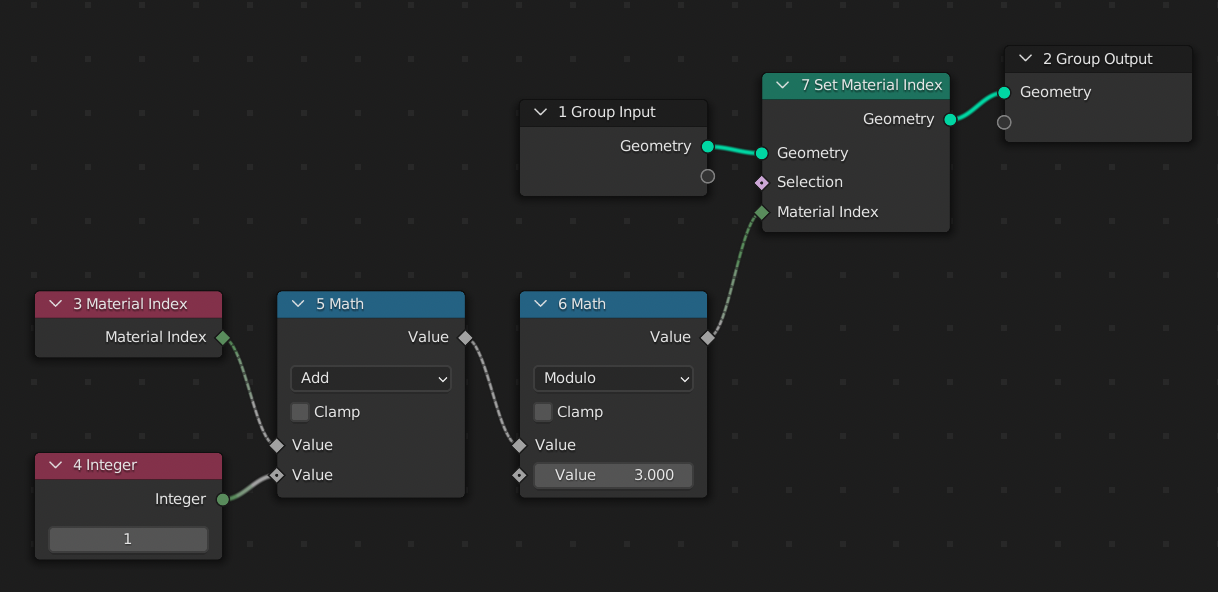 2 Group Output
Geometry
7 Set Material Index
Geometry
Geometry
Selection
Material Index
1 Group Input
Geometry
3 Material Index
Material Index
4 Integer
Integer
1
5 Math
Value
Add
Clamp
Value
Value
6 Math
Value
Modulo
Clamp
Value
Value 3.000